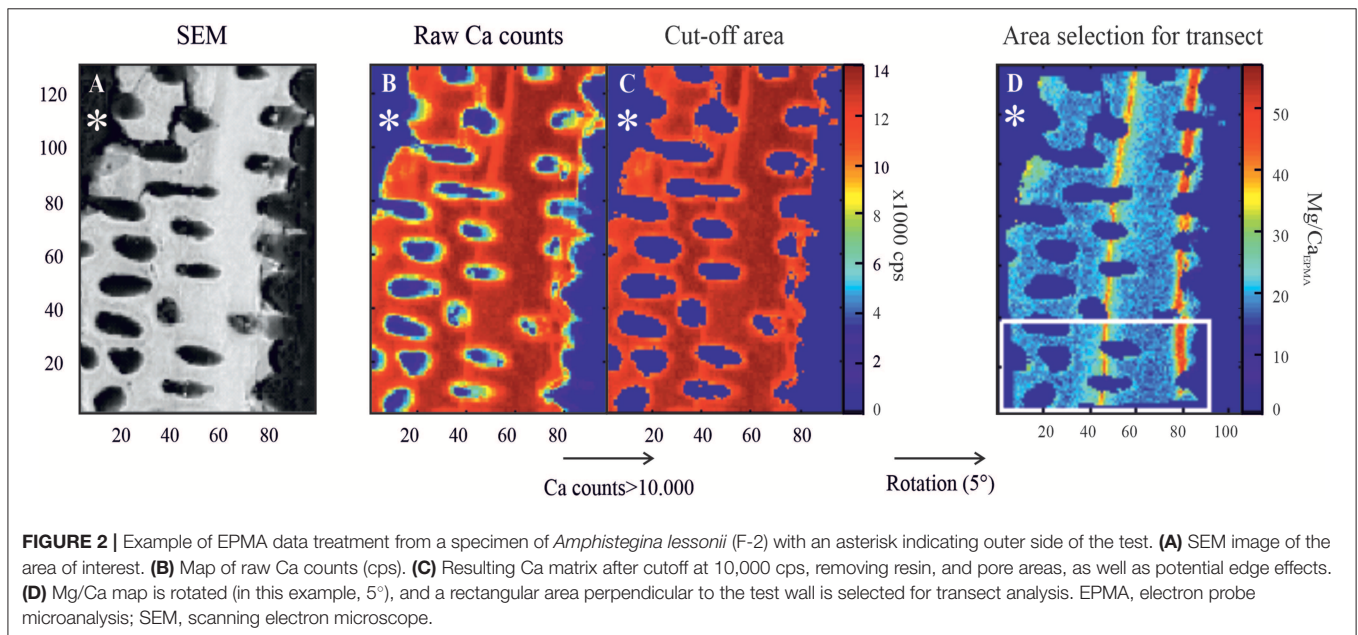 SEM
Raw Ca counts
Cut-off area
Area selection for transect
A
*
B
*
C
*
D
*
120
100
80
60
40
20
20 40 60 80
20 40 60 80
20 40 60 80
20 40 60 80 100
14
12
10
8
6
4
2
0
x1000 cps
50
40
30
20
10
0
Mg/Ca EPMA
Ca counts>10.000
Rotation (5°)
FIGURE 2 | Example of EPMA data treatment from a specimen of Amphistegina lessonii (F-2) with an asterisk indicating outer side of the test. (A) SEM image of the
area of interest. (B) Map of raw Ca counts (cps). (C) Resulting Ca matrix after cutoff at 10,000 cps, removing resin, and pore areas, as well as potential edge effects.
(D) Mg/Ca map is rotated (in this example, 5°), and a rectangular area perpendicular to the test wall is selected for transect analysis. EPMA, electron probe
microanalysis; SEM, scanning electron microscope.